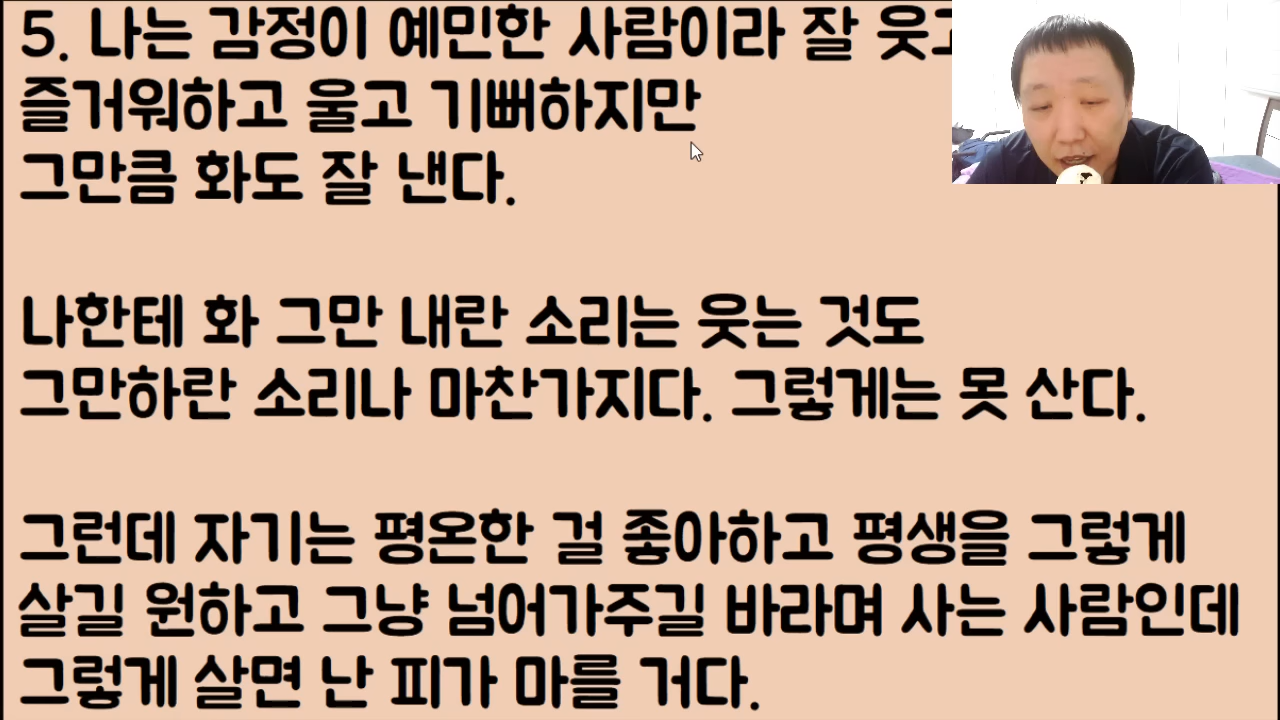 5. 나는 감정이 예민한 사람이라 잘
즐거워하고 울고 기뻐하지만
그만큼 화도 잘 낸다.
나한테 화 그만 내란 소리는 웃는 것도
그만하란 소리나 마찬가지다. 그렇게는 못 산다.
그런데 자기는 평온한 걸 좋아하고 평생을 그렇게
살길 원하고 그냥 넘어가주길 바라며 사는 사람인데
그렇게 살면 난 피가 마를 거다.